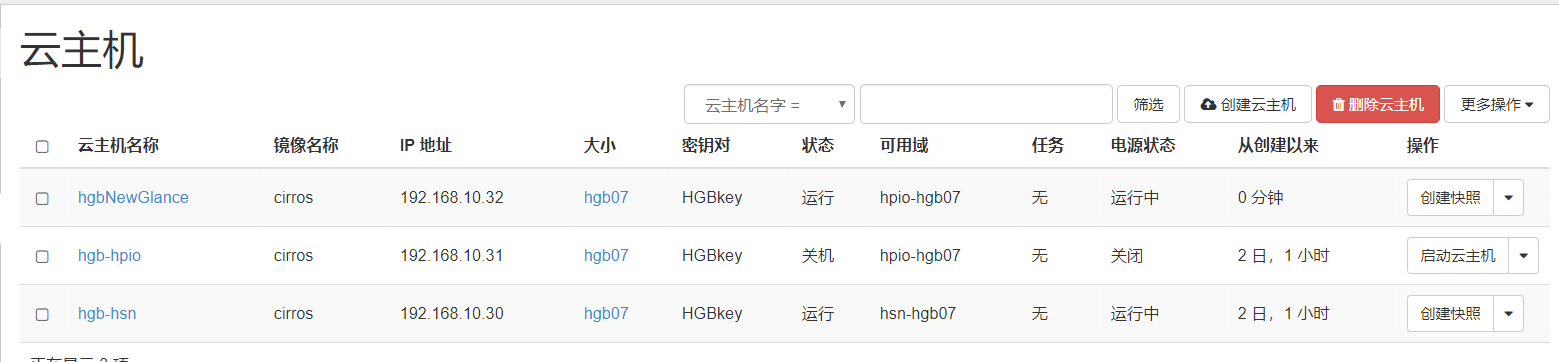 云主机
云主机名字 = 筛选 创建云主机 删除云主机 更多操作
云主机名称 镜像名称 IP 地址 大小 密钥对 状态 可用域 任务 电源状态 从创建以来 操作
hgbNewGlance cirros 192.168.10.32 hgb07 HGBkey 运行 hpio-hgb07 无 运行中 0 分钟 创建快照
hgb-hpio cirros 192.168.10.31 hgb07 HGBkey 关机 hpio-hgb07 无 关闭 2 日，1 小时 启动云主机
hgb-hsn cirros 192.168.10.30 hgb07 HGBkey 运行 hsn-hgb07 无 运行中 2 日，1 小时 创建快照